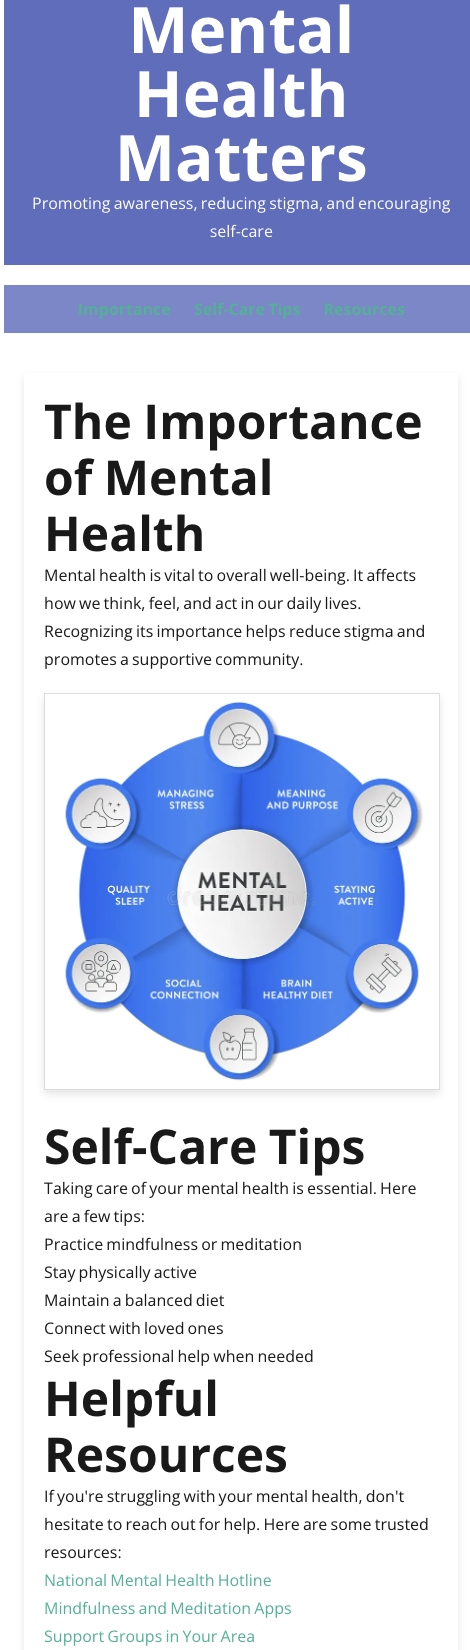 Mental
Health
Matters
Promoting awareness, reducing stigma, and encouraging
self-care
Importance Self-Care Tips Resources
The Importance
of Mental
Health
Mental health is vital to overall well-being. It affects
how we think, feel, and act in our daily lives.
Recognizing its importance helps reduce stigma and
promotes a supportive community.
MANAGING
STRESS
MEANING
AND PURPOSE
QUALITY
SLEEP
MENTAL
HEALTH
STAYING
ACTIVE
SOCIAL
CONNECTION
BRAIN
HEALTHY DIET
Self-Care Tips
Taking care of your mental health is essential. Here
are a few tips:
Practice mindfulness or meditation
Stay physically active
Maintain a balanced diet
Connect with loved ones
Seek professional help when needed
Helpful
Resources
If you're struggling with your mental health, don't
hesitate to reach out for help. Here are some trusted
resources:
National Mental Health Hotline
Mindfulness and Meditation Apps
Support Groups in Your Area